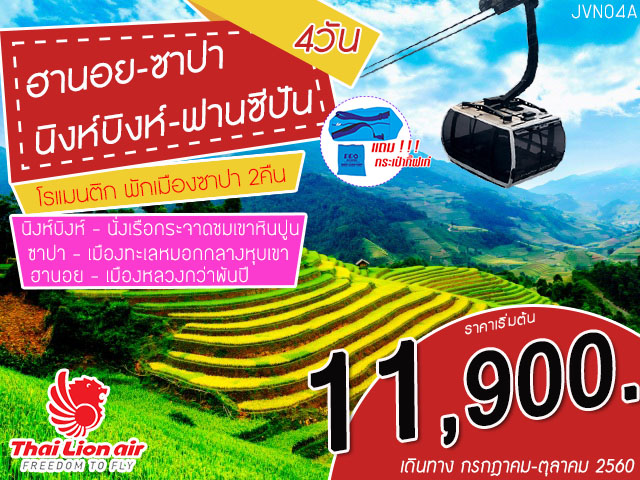 JVN04A
4วัน
ฮานอย-ซาปา
นิงห์บิงห์-ฟานซีปัน
แถม !!!
กระเป๋ากิ๊ฟเก๋
โรแมนติก พักเมืองซาปา 2คืน
นิงห์บิงห์ - นั่งเรือกระจาดชมเขาหินปูน
ซาปา - เมืองทะเลหมอกกลางหุบเขา
ฮานอย - เมืองหลวงกว่าพันปี
ราคาเริ่มต้น
11,900.
เดินทาง กรกฎาคม-ตุลาคม 2560
Thai Lion air
FREEDOM TO FLY